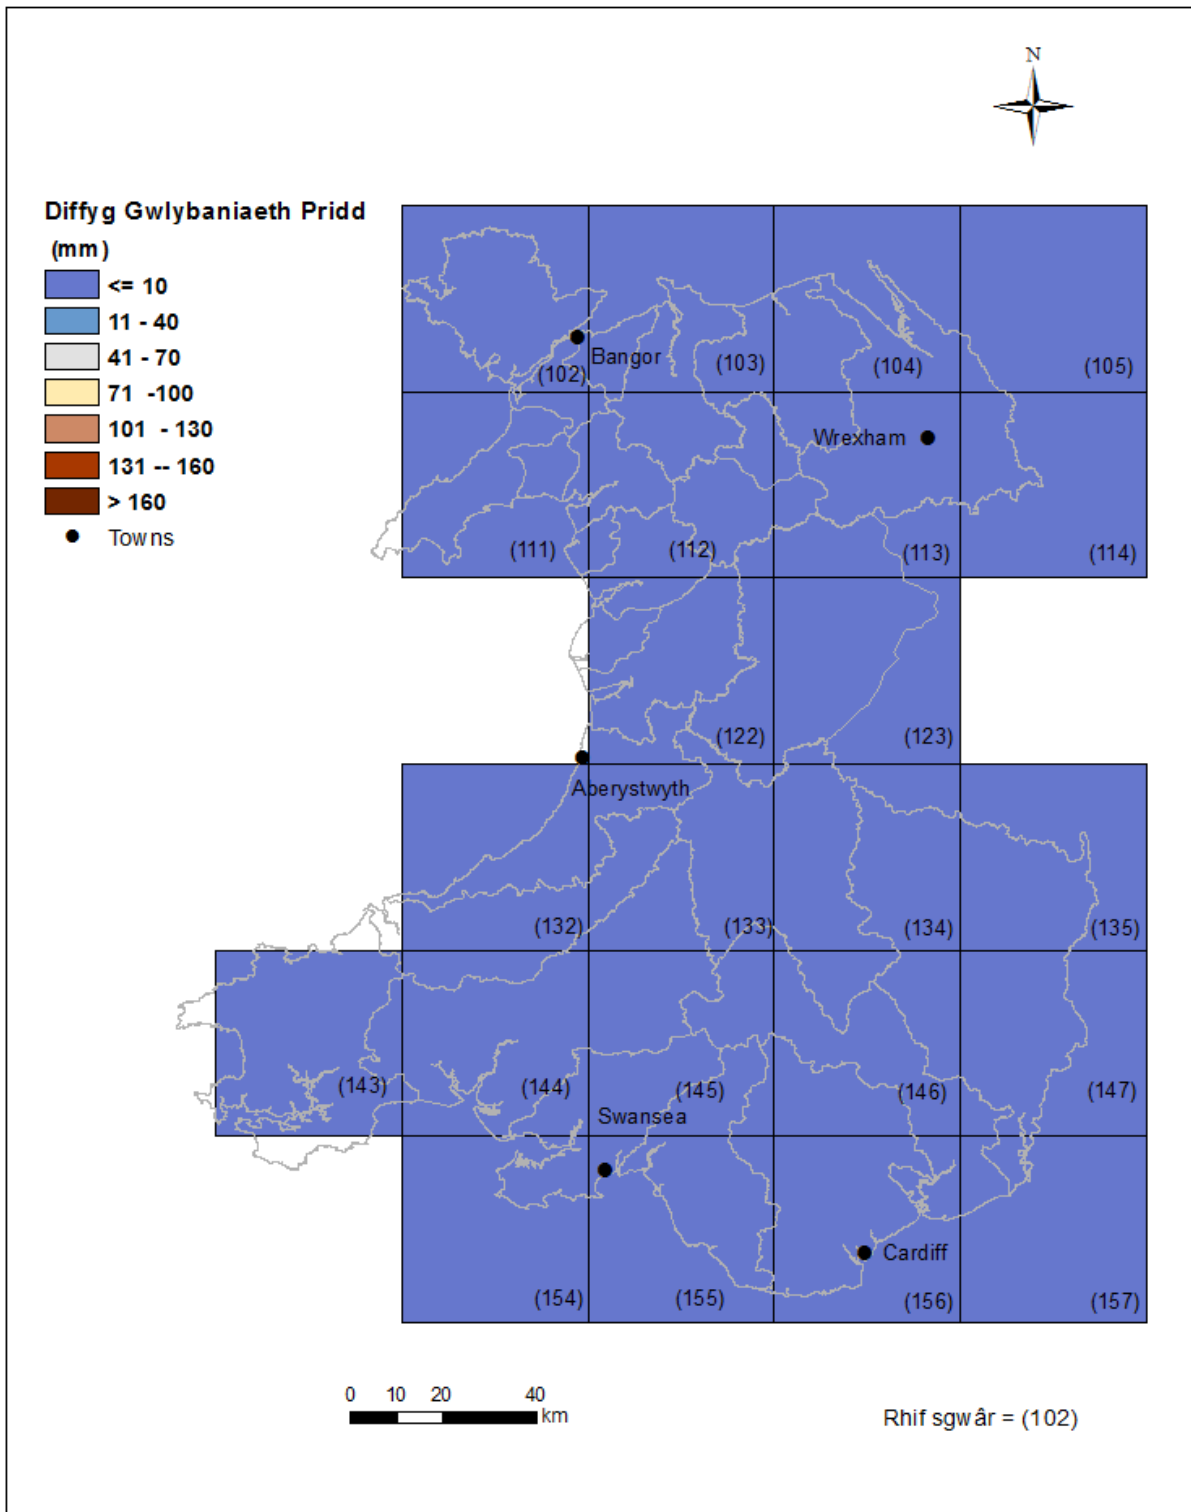 N
Diffyg Gwlybaniaeth Pridd
(mm)
<= 10
11 - 40
41 - 70
71 -100
101 - 130
131 -- 160
> 160
Towns
Bangor
(102)
(103)
(104)
(105)
Wrexham
(111)
(112)
(113)
(114)
(122)
(123)
Aberystwyth
(132)
(133)
(134)
(135)
(143)
(144)
(145)
(146)
(147)
Swansea
Cardiff
(154)
(155)
(156)
(157)
0 10 20 40
km
Rhif sgwâr = (102)